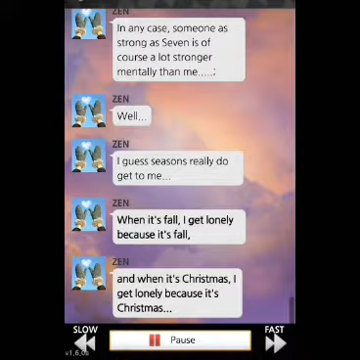 ZEN
In any case, someone as
strong as Seven is of
course a lot stronger
mentally than me.....;
ZEN
Well...
ZEN
I guess seasons really do
get to me...
ZEN
When it's fall, I get lonely
because it's fall,
ZEN
and when it's Christmas, I
get lonely because it's
Christmas...
SLOW
Pause
FAST